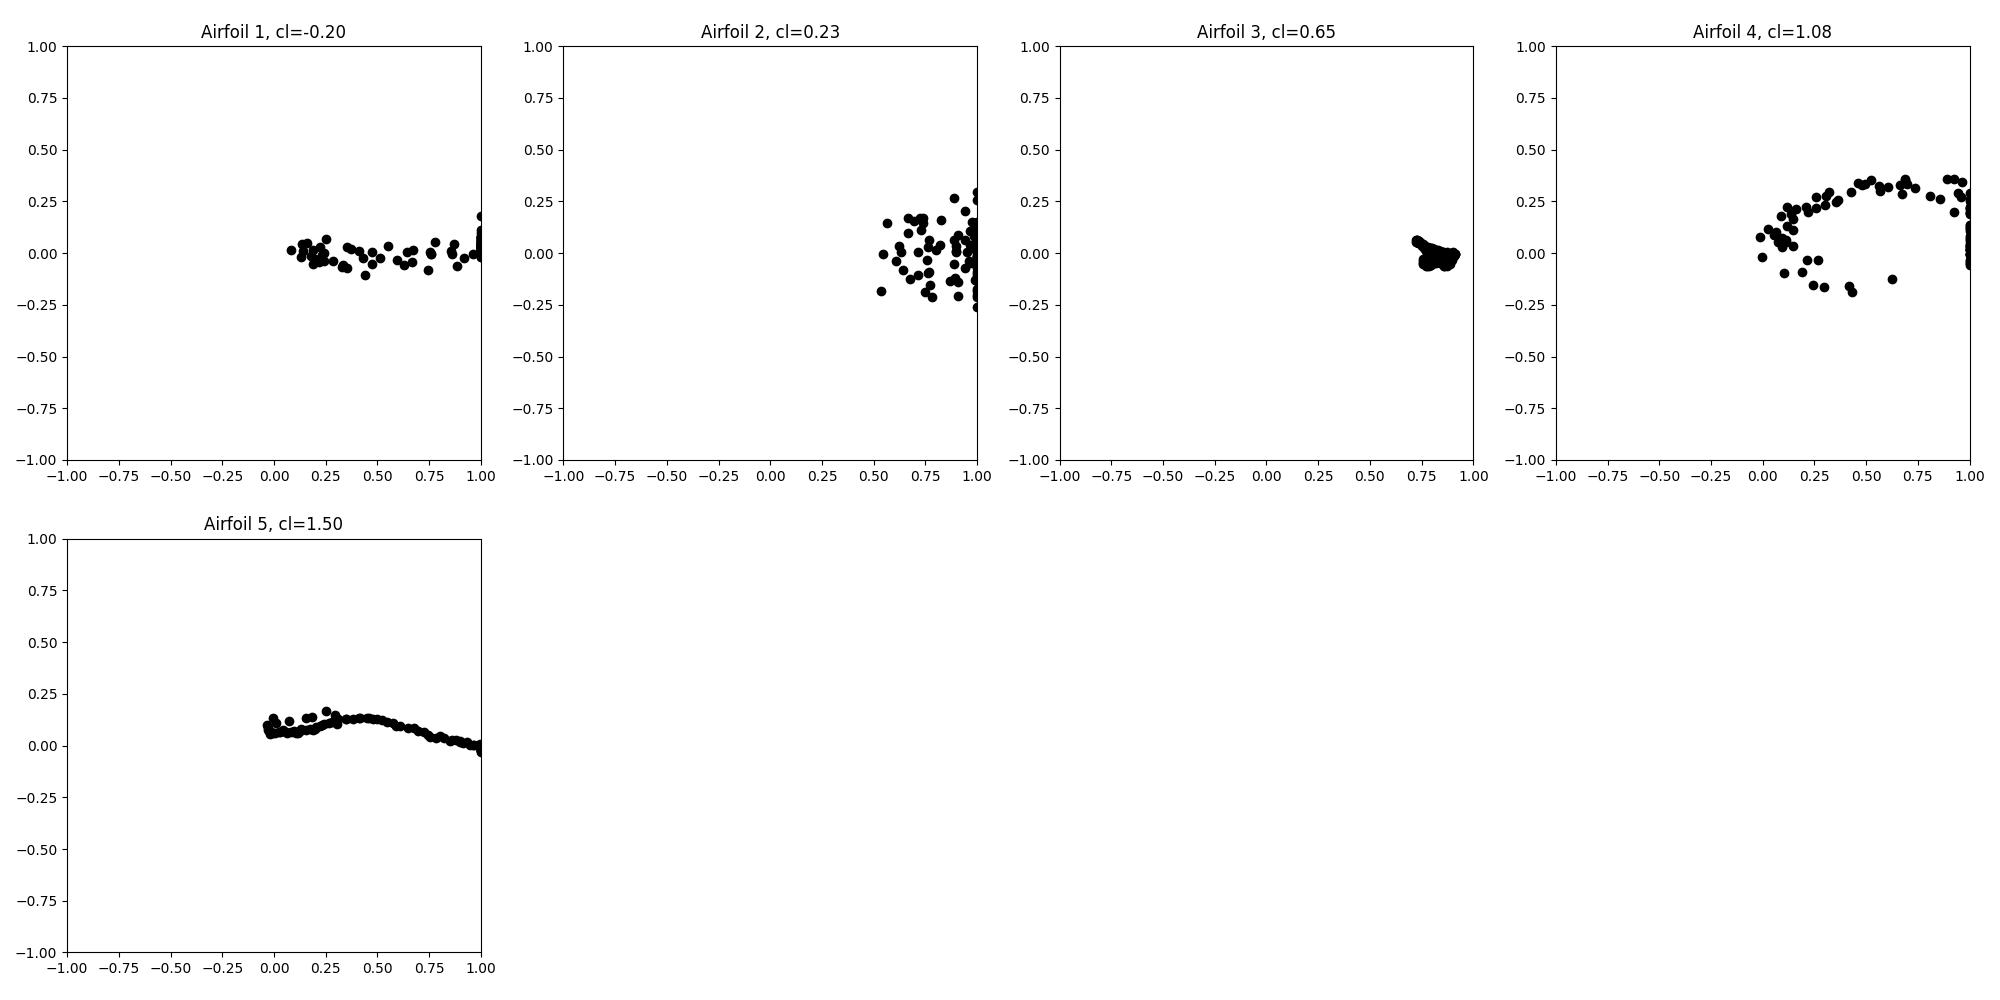 Airfoil 1, cl=-0.20
Airfoil 2, cl=0.23
Airfoil 3, cl=0.65
Airfoil 4, cl=1.08
1.00 1.00 1.00 1.00
0.75 0.75 0.75 0.75
0.50 0.50 0.50 0.50
0.25 0.25 0.25 0.25
0.00 0.00 0.00 0.00
−0.25 −0.25 −0.25 −0.25
−0.50 −0.50 −0.50 −0.50
−0.75 −0.75 −0.75 −0.75
−1.00 −1.00 −1.00 −1.00
−1.00 −0.75 −0.50 −0.25 0.00 0.25 0.50 0.75 1.00
−1.00 −0.75 −0.50 −0.25 0.00 0.25 0.50 0.75 1.00
−1.00 −0.75 −0.50 −0.25 0.00 0.25 0.50 0.75 1.00
−1.00 −0.75 −0.50 −0.25 0.00 0.25 0.50 0.75 1.00
Airfoil 5, cl=1.50
1.00
0.75
0.50
0.25
0.00
−0.25
−0.50
−0.75
−1.00
−1.00 −0.75 −0.50 −0.25 0.00 0.25 0.50 0.75 1.00